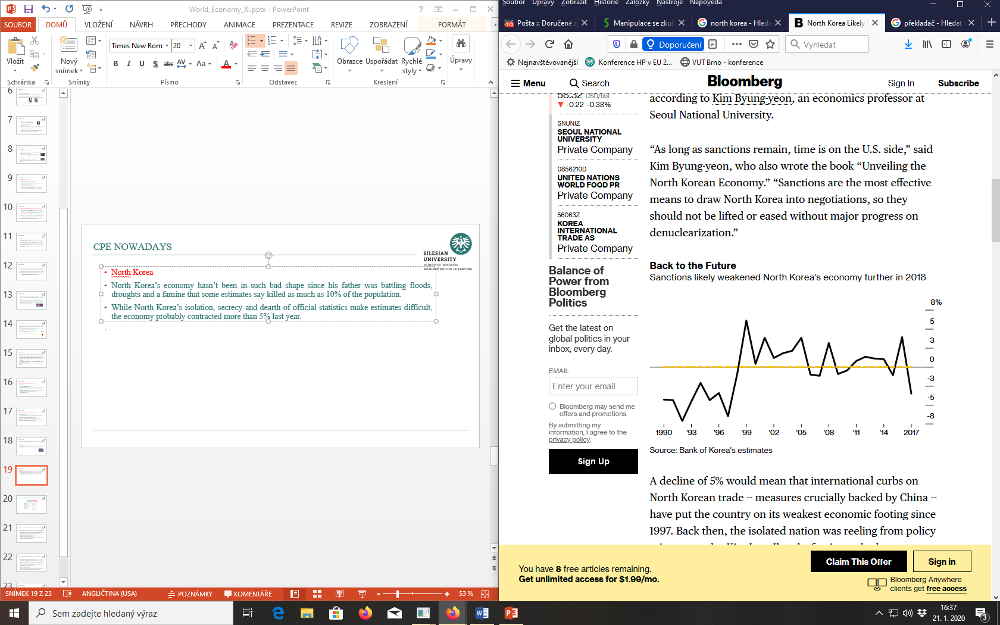 World_Economy_XI.pptx - PowerPoint
SOUBOR
DOMŮ
VLOŽENÍ
NÁVRH
PŘECHODY
ANIMACE
PREZENTACE
REVIZE
ZOBRAZENÍ
FORMÁT
Vložit
Nový
snímek
Times New Rom
20
Obrazce
Uspořádat
Rychlé
styly
Úpravy
Schránka
Snímky
Písmo
Odstavec
Kreslení
6
7
8
9
10
11
12
13
14
15
16
17
18
19
20
21
22
23
CPE NOWADAYS
SILESIAN
UNIVERSITY
SCHOOL OF BUSINESS
ADMINISTRATION IN KARVINA
• North Korea
• North Korea's economy hasn't been in such bad shape since his father was battling floods,
droughts and a famine that some estimates say killed as much as 10% of the population.
• While North Korea's isolation, secrecy and dearth of official statistics make estimates difficult,
the economy probably contracted more than 5% last year.
SNÍMEK 19 Z 23
ANGLIČTINA (USA)
POZNÁMKY
KOMENTÁŘE
53 %
Soubor Úpravy Zobrazit Historie Záložky Nástroje Nápověda
Pošta :: Doručené
Manipulace se zkuš
north korea - Hleda
North Korea Likely
překladač - Hledat
Doporučení
Vyhledat
Nejnavštěvovanější
Konference HP v EU 2...
VUT Brno - konference
Menu
Search
Bloomberg
Sign In
Subscribe
58.32 USD/bbl.
-0.22 -0.38%
SNUNIZ
SEOUL NATIONAL
UNIVERSITY
Private Company
0856210D
UNITED NATIONS
WORLD FOOD PR
Private Company
56063Z
KOREA
INTERNATIONAL
TRADE AS
Private Company
Balance of
Power from
Bloomberg
Politics
Get the latest on
global politics in your
inbox, every day.
EMAIL
Enter your email
Bloomberg may send me
offers and promotions.
By submitting my
information, I agree to the
privacy policy.
Sign Up
according to Kim Byung-yeon, an economics professor at
Seoul National University.
“As long as sanctions remain, time is on the U.S. side,” said
Kim Byung-yeon, who also wrote the book “Unveiling the
North Korean Economy.” “Sanctions are the most effective
means to draw North Korea into negotiations, so they
should not be lifted or eased without major progress on
denuclearization.”
Back to the Future
Sanctions likely weakened North Korea's economy further in 2018
8%
5
3
0
-3
-5
-8
1990 '93 '96 '99 '02 '05 '08 '11 '14 2017
Source: Bank of Korea's estimates
A decline of 5% would mean that international curbs on
North Korean trade -- measures crucially backed by China --
have put the country on its weakest economic footing since
1997. Back then, the isolated nation was reeling from policy
You have 8 free articles remaining.
Get unlimited access for $1.99/mo.
Claim This Offer
Sign in
Bloomberg Anywhere
clients get free access
Sem zadejte hledaný výraz
16:37
21. 1. 2020
3